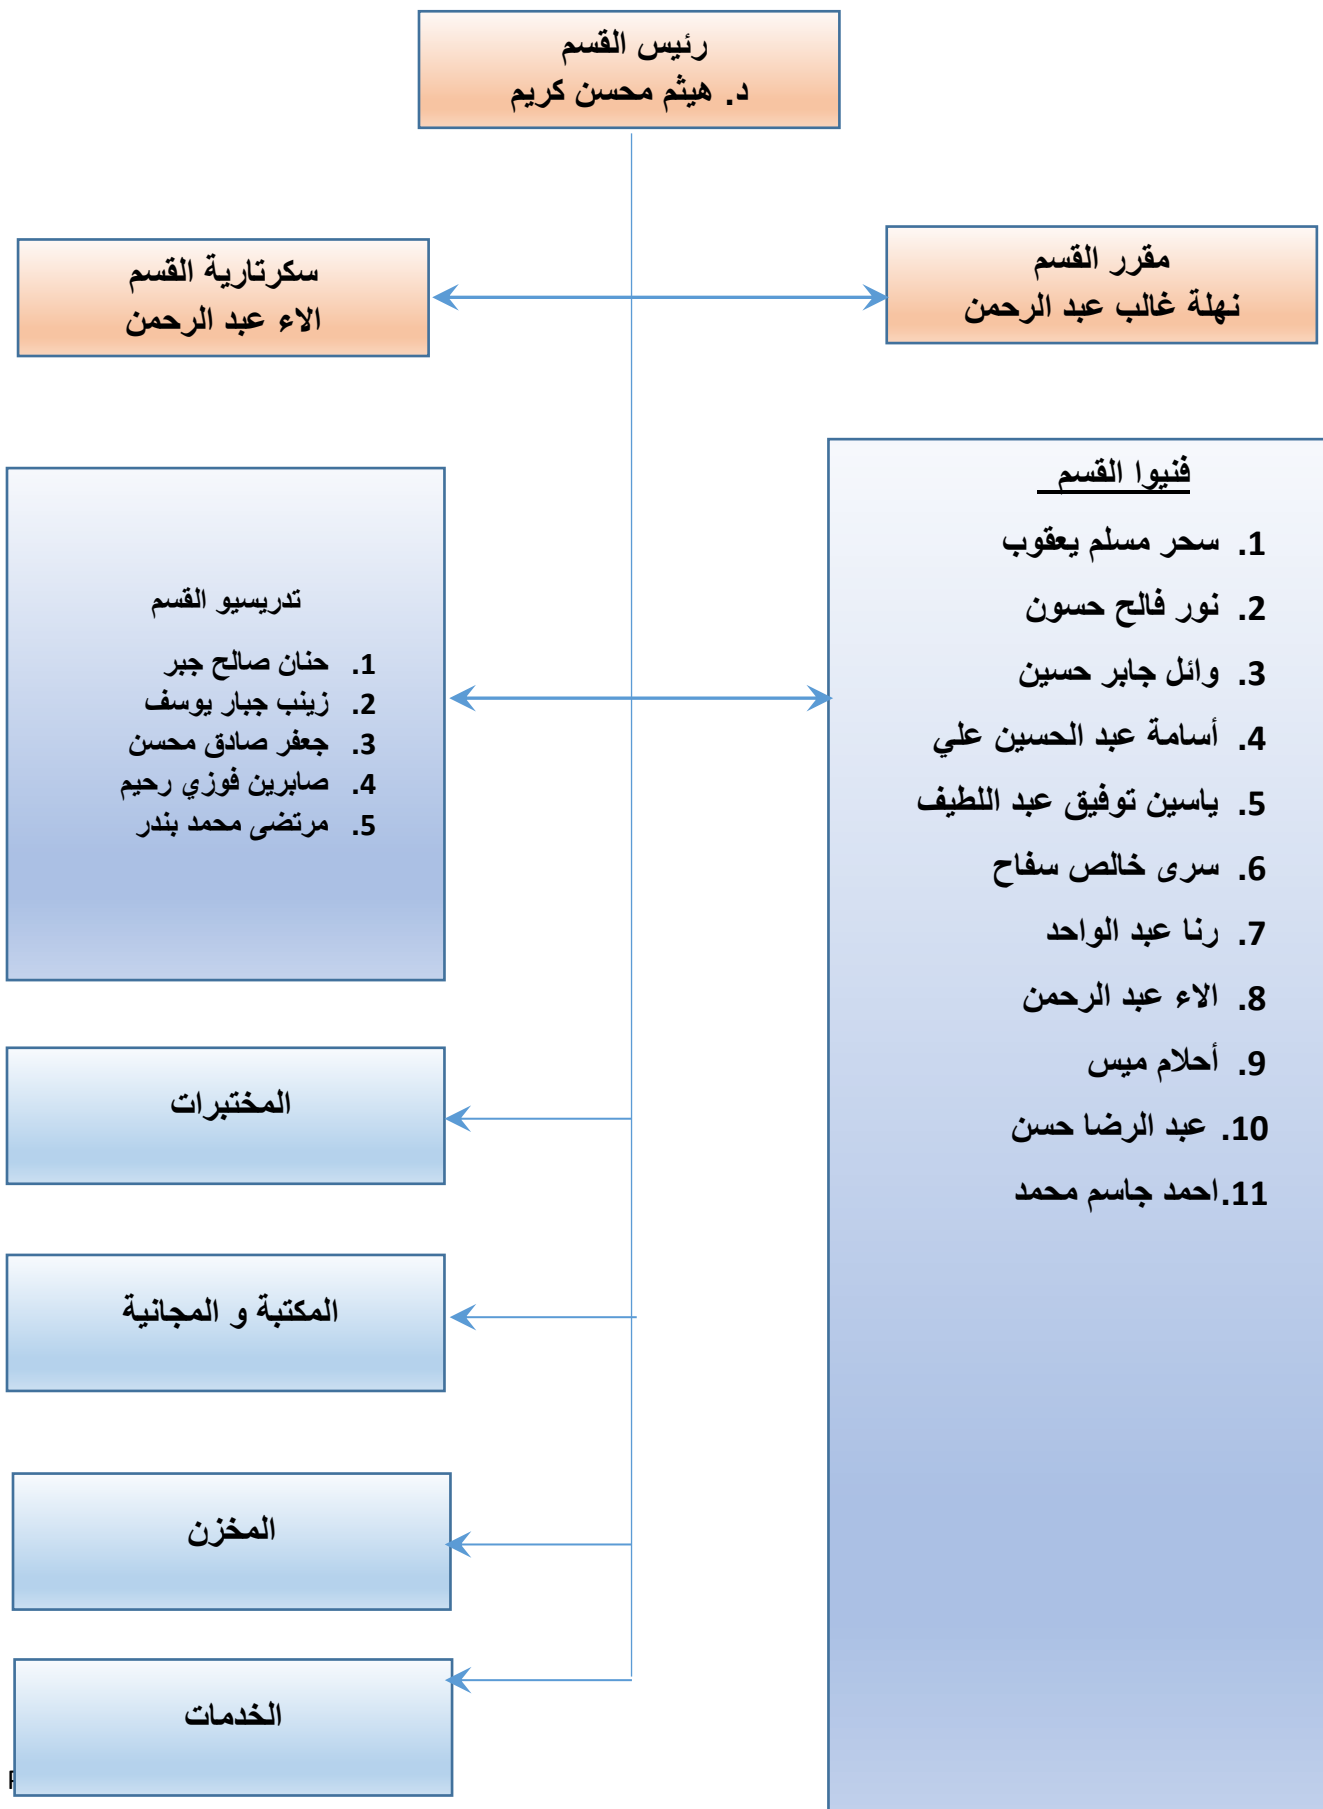 رئيس القسم
د. هيثم محسن كريم
مقرر القسم
نهلة غالب عبد الرحمن
سكرتارية القسم
الاء عبد الرحمن
فنيوا القسم
1. سحر مسلم يعقوب
2. نور فالح حسون
3. وائل جابر حسين
4. أسامة عبد الحسين علي
5. ياسين توفيق عبد اللطيف
6. سرى خالص سفاح
7. رنا عبد الواحد
8. الاء عبد الرحمن
9. أحلام ميس
10. عبد الرضا حسن
11.احمد جاسم محمد
تدريسيو القسم
1. حنان صالح جبر
2. زينب جبار يوسف
3. جعفر صادق محسن
4. صابرين فوزي رحيم
5. مرتضى محمد بندر
المختبرات
المكتبة و المجانية
المخزن
الخدمات